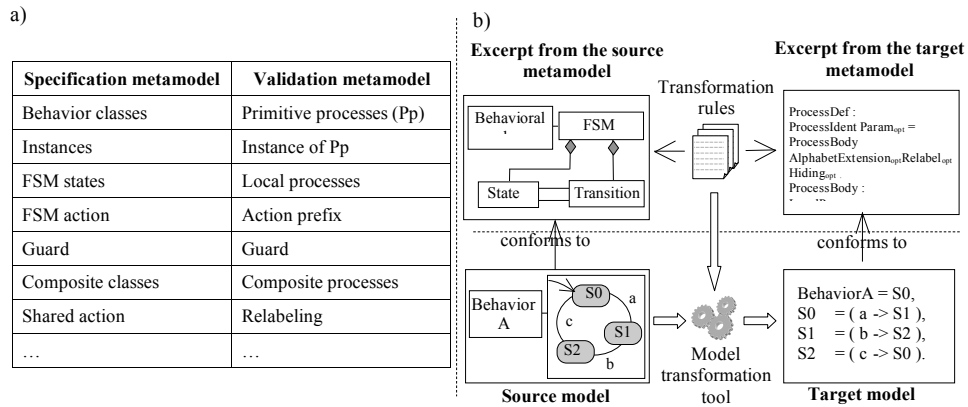 a)
Specification metamodel Validation metamodel
Behavior classes Primitive processes (Pp)
Instances Instance of Pp
FSM states Local processes
FSM action Action prefix
Guard Guard
Composite classes Composite processes
Shared action Relabeling
… …
b)
Excerpt from the source
metamodel
Behavioral
FSM
State
Transition
Transformation
rules
Excerpt from the target
metamodel
ProcessDef :
ProcessIdent Paramopt =
ProcessBody
AlphabetExtensionoptRelabelopt
Hidingopt .
ProcessBody :
conforms to
conforms to
Behavior
A
S0
a
S1
b
S2
c
Source model
Model
transformation
tool
BehaviorA = S0,
S0 = ( a -> S1 ),
S1 = ( b -> S2 ),
S2 = ( c -> S0 ).
Target model